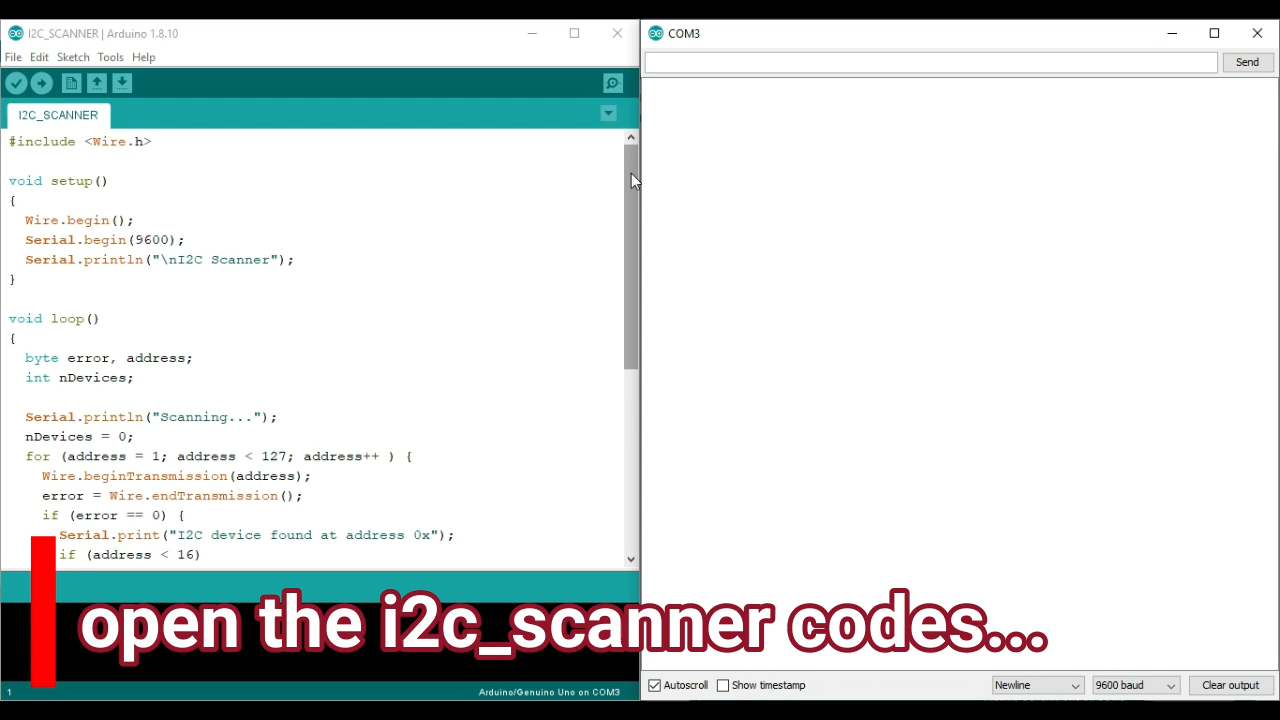 I2C_SCANNER | Arduino 1.8.10
File Edit Sketch Tools Help
I2C_SCANNER
#include <Wire.h>
void setup()
{
Wire.begin();
Serial.begin(9600);
Serial.println("\nI2C Scanner");
}
void loop()
{
byte error, address;
int nDevices;
Serial.println("Scanning...");
nDevices = 0;
for (address = 1; address < 127; address++ ) {
Wire.beginTransmission(address);
error = Wire.endTransmission();
if (error == 0) {
Serial.print("I2C device found at address 0x");
if (address < 16)
1
Arduino/Genuino Uno on COM3
COM3
Send
Autoscroll Show timestamp Newline 9600 baud Clear output
open the i2c_scanner codes...